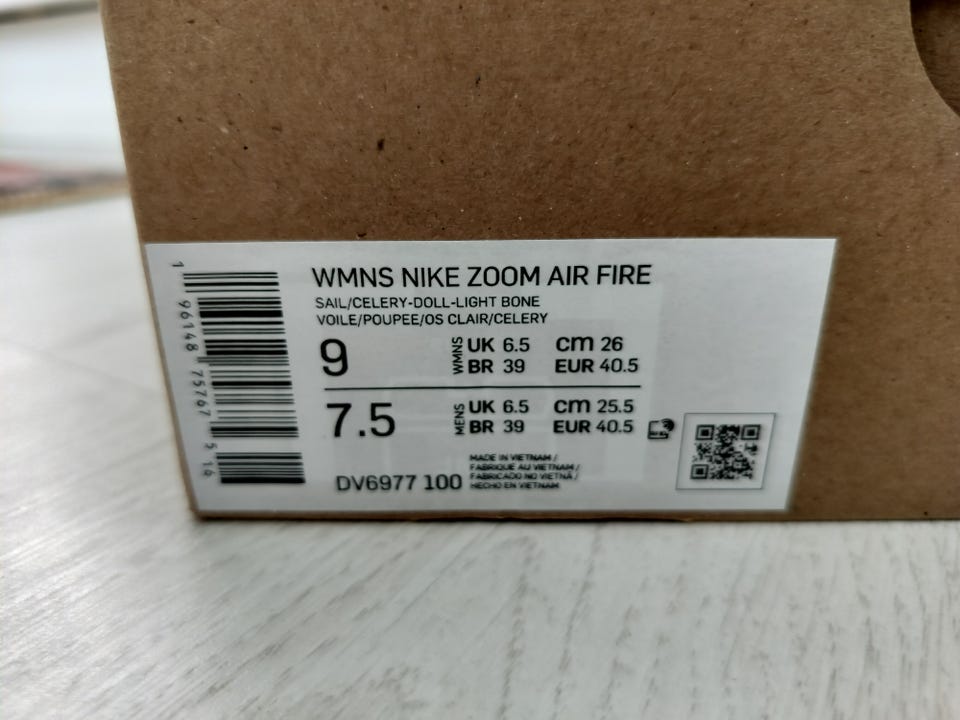 WMNS NIKE ZOOM AIR FIRE
SAIL/CELERY-DOLL-LIGHT BONE
VOILE/POUPEE/OS CLAIR/CELERY
9 WMNS UK 6.5 cm 26
BR 39 EUR 40.5
7.5 MENS UK 6.5 cm 25.5
BR 39 EUR 40.5
DV6977 100
MADE IN VIETNAM /
FABRIQUE AU VIETNAM /
FABRICADO NO VIETNÃ /
HECHO EN VIETNAM
1 96148 75767 5 16